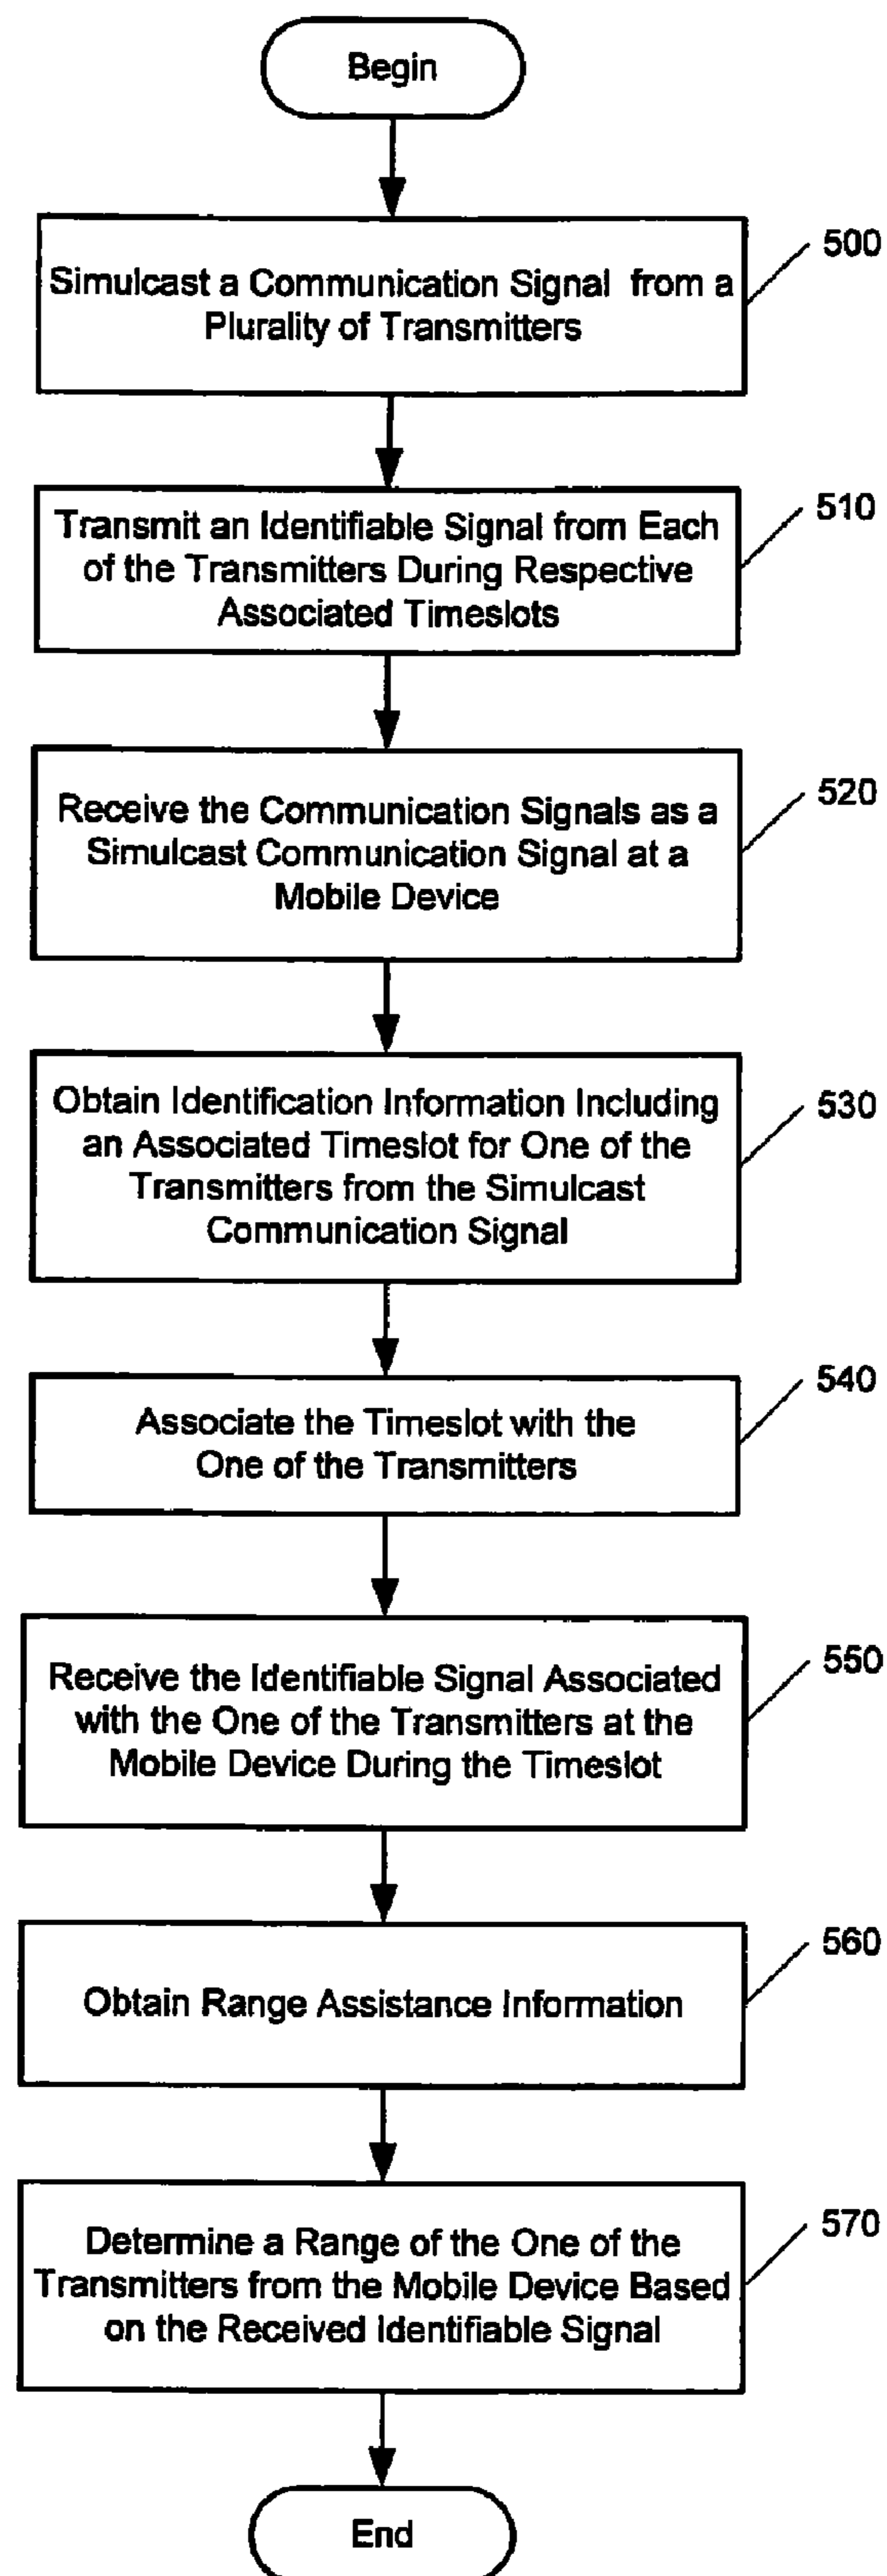 Begin
500
Simulcast a Communication Signal from a
Plurality of Transmitters
510
Transmit an Identifiable Signal from Each
of the Transmitters During Respective
Associated Timeslots
520
Receive the Communication Signals as a
Simulcast Communication Signal at a
Mobile Device
530
Obtain Identification Information Including
an Associated Timeslot for One of the
Transmitters from the Simulcast
Communication Signal
540
Associate the Timeslot with the
One of the Transmitters
550
Receive the Identifiable Signal Associated
with the One of the Transmitters at the
Mobile Device During the Timeslot
560
Obtain Range Assistance Information
570
Determine a Range of the One of the
Transmitters from the Mobile Device Based
on the Received Identifiable Signal
End